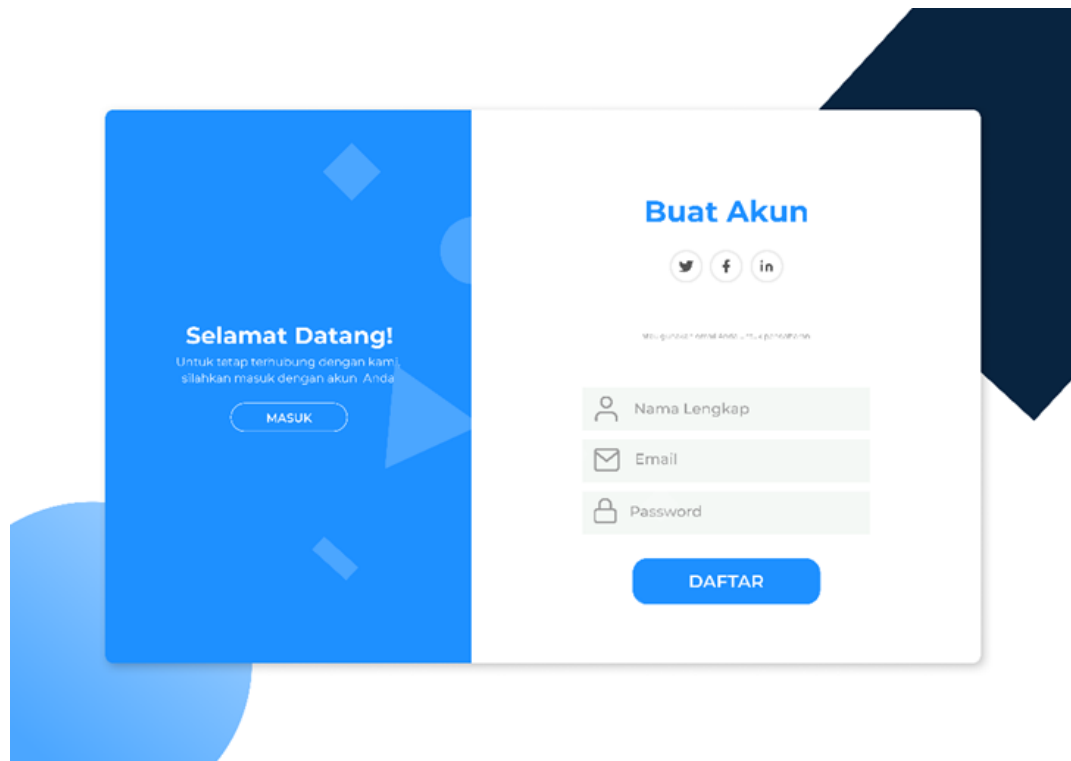 Selamat Datang!
Untuk tetap terhubung dengan kami,
silahkan masuk dengan akun Anda
MASUK
Buat Akun
Nama Lengkap
Email
Password
DAFTAR